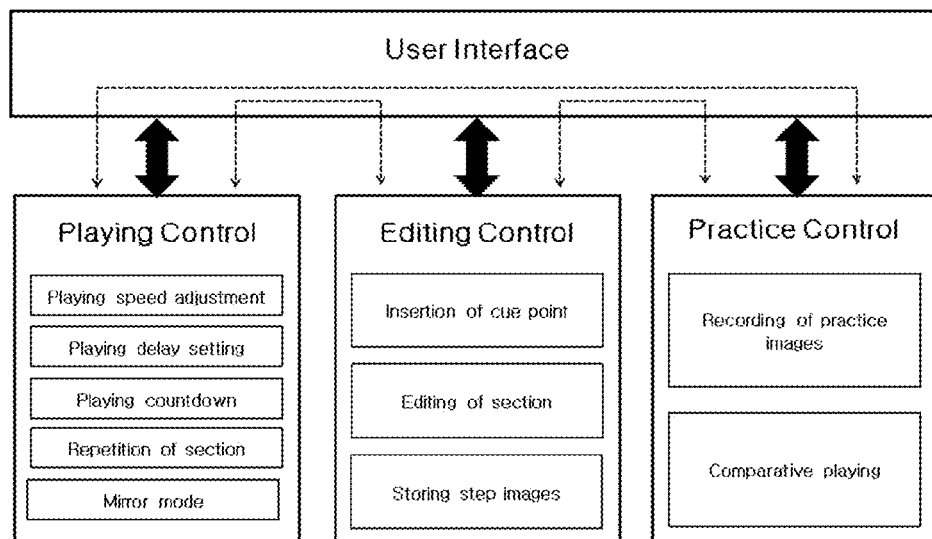 User Interface
Playing Control
Playing speed adjustment
Playing delay setting
Playing countdown
Repetition of section
Mirror mode
Editing Control
Insertion of cue point
Editing of section
Storing step images
Practice Control
Recording of practice
images
Comparative playing